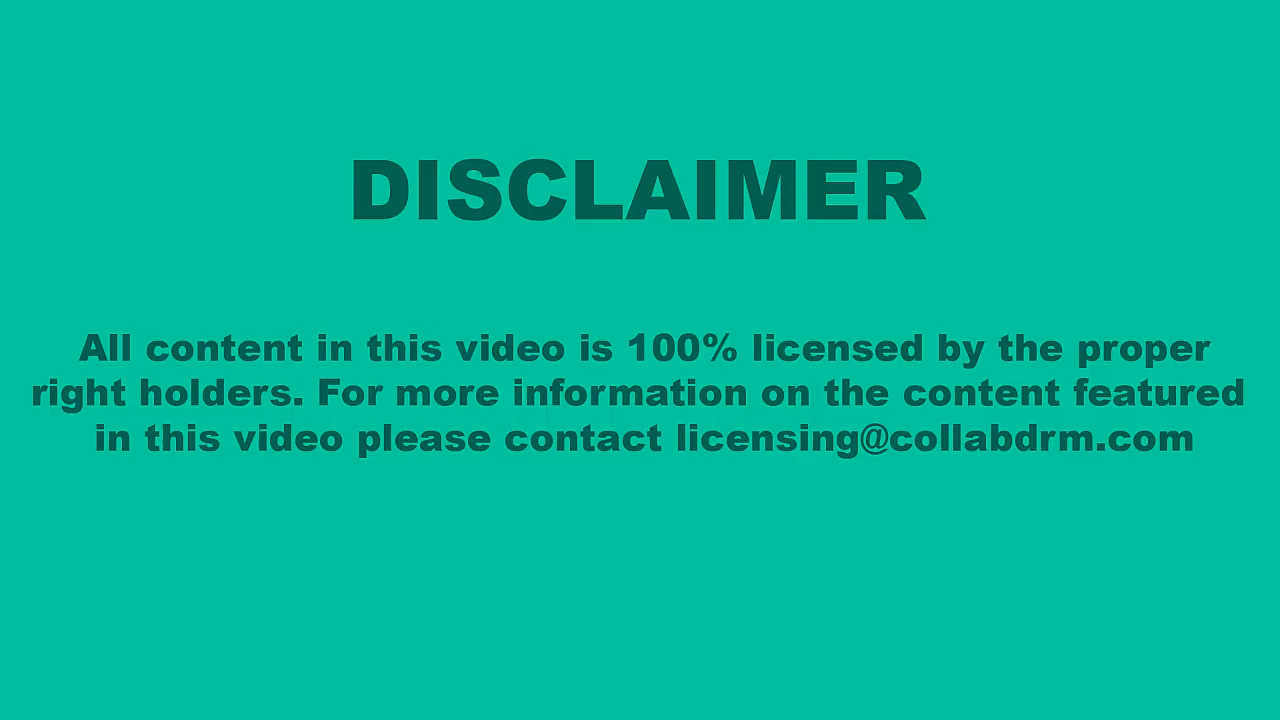 DISCLAIMER
All content in this video is 100% licensed by the proper
right holders. For more information on the content featured
in this video please contact licensing@collabdrm.com